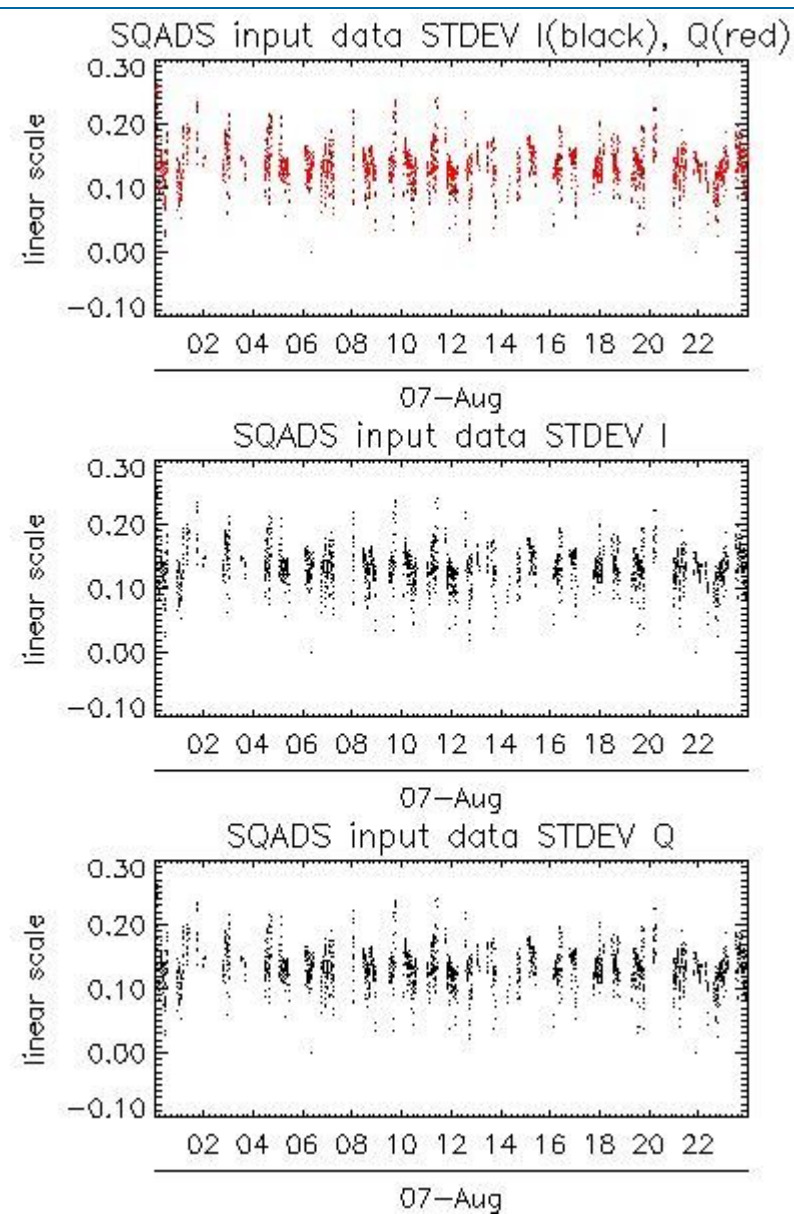 SQADS input data STDEV I(black), Q(red)
0.30
0.20
0.10
0.00
−0.10
linear scale
02 04 06 08 10 12 14 16 18 20 22
07−Aug
SQADS input data STDEV I
0.30
0.20
0.10
0.00
−0.10
linear scale
02 04 06 08 10 12 14 16 18 20 22
07−Aug
SQADS input data STDEV Q
0.30
0.20
0.10
0.00
−0.10
linear scale
02 04 06 08 10 12 14 16 18 20 22
07−Aug